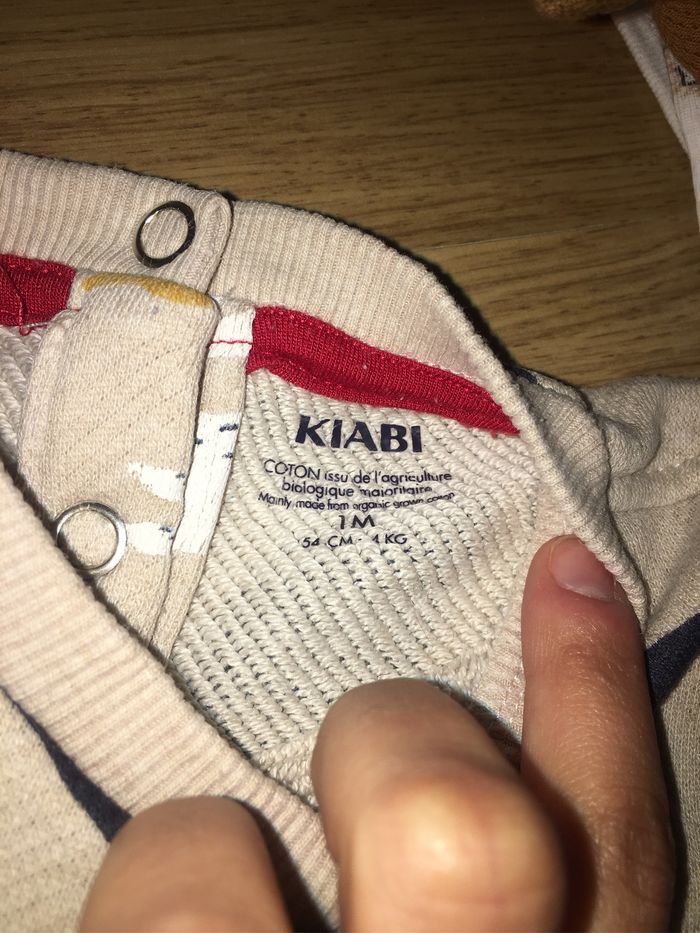 KIABI
COTON issu de l'agriculture
biologique majoritaire
Mainly made from organic grown cotton
1M
54 CM - 4 KG